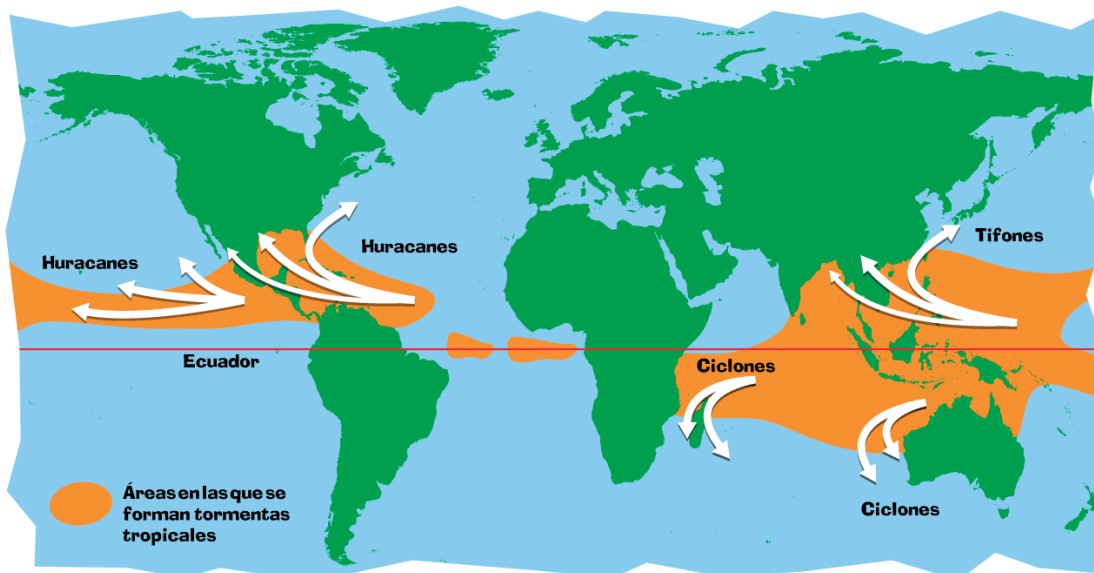 Tifones
Huracanes
Huracanes
Ecuador
Ciclones
Áreas en las que se
forman tormentas
tropicales
Ciclones